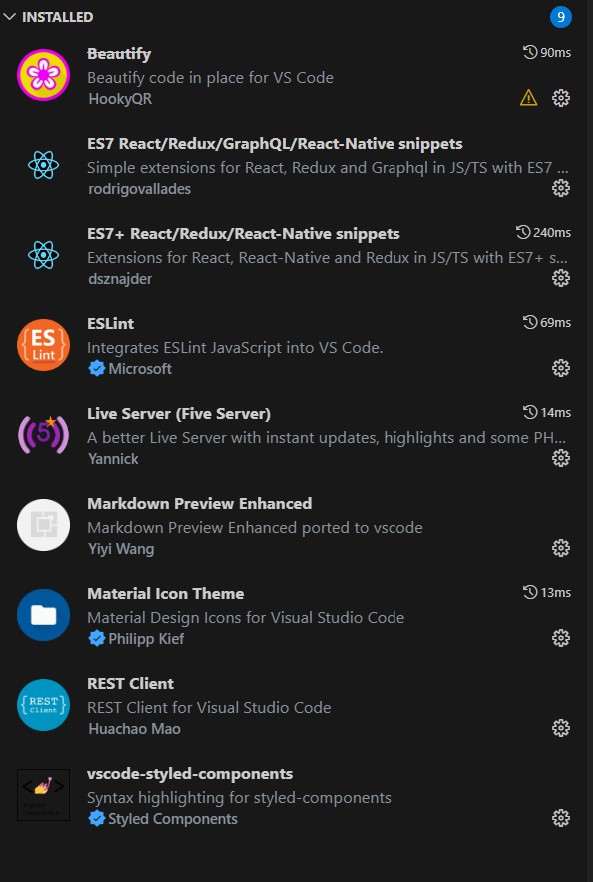 INSTALLED 9
Beautify 90ms
Beautify code in place for VS Code
HookyQR
ES7 React/Redux/GraphQL/React-Native snippets
Simple extensions for React, Redux and Graphql in JS/TS with ES7 ...
rodrigovallades
ES7+ React/Redux/React-Native snippets 240ms
Extensions for React, React-Native and Redux in JS/TS with ES7+ s...
dsznajder
ES
Lint
ESLint 69ms
Integrates ESLint JavaScript into VS Code.
Microsoft
5
Live Server (Five Server) 14ms
A better Live Server with instant updates, highlights and some PH...
Yannick
Markdown Preview Enhanced
Markdown Preview Enhanced ported to vscode
Yiyi Wang
Material Icon Theme 13ms
Material Design Icons for Visual Studio Code
Philipp Kief
{REST}
Client
REST Client
REST Client for Visual Studio Code
Huachao Mao
< >
styled
components
vscode-styled-components
Syntax highlighting for styled-components
Styled Components